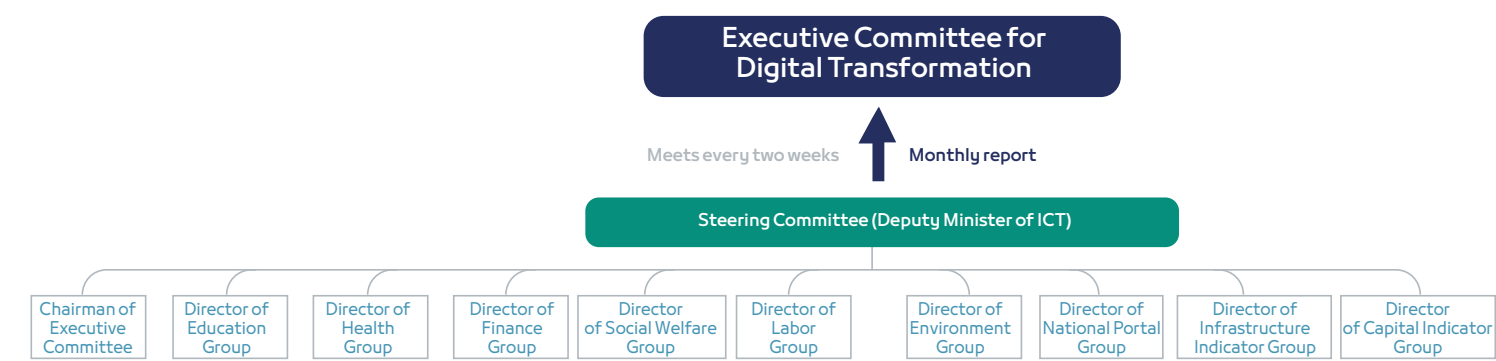 Executive Committee for
Digital Transformation
Meets every two weeks
Monthly report
Steering Committee (Deputy Minister of ICT)
Chairman of
Executive
Committee
Director of
Education
Group
Director of
Health
Group
Director of
Finance
Group
Director
of Social Welfare
Group
Director of
Labor
Group
Director of
Environment
Group
Director of
National Portal
Group
Director of
Infrastructure
Indicator Group
Director
of Capital Indicator
Group